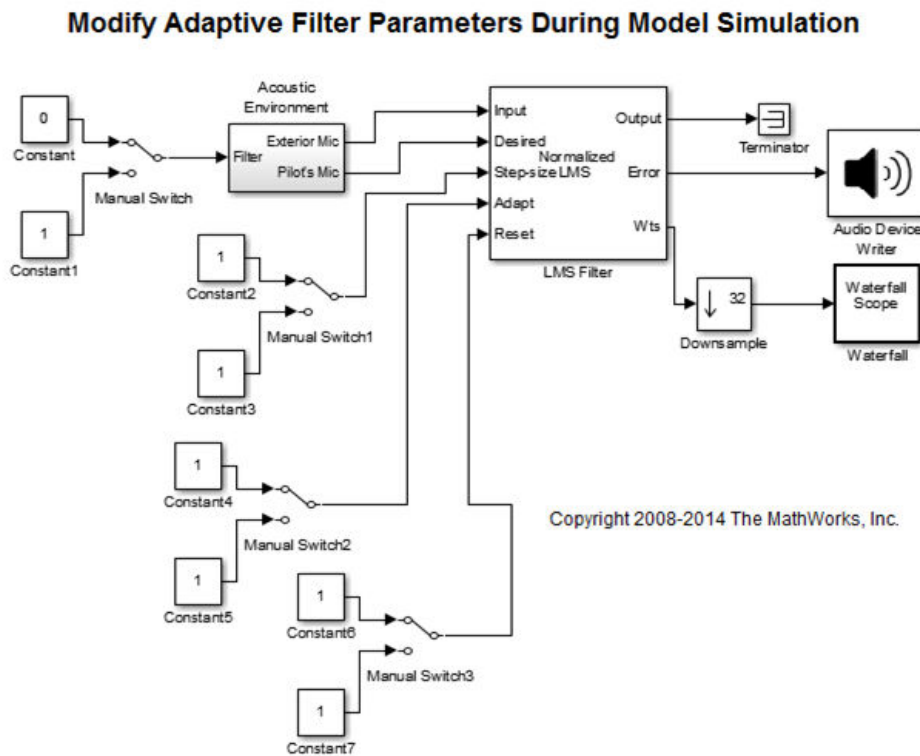 Modify Adaptive Filter Parameters During Model Simulation
0
Constant
1
Constant1
Manual Switch
Acoustic
Environment
Filter
Exterior Mic
Pilot's Mic
1
Constant2
1
Constant3
Manual Switch1
1
Constant4
1
Constant5
Manual Switch2
1
Constant6
1
Constant7
Manual Switch3
Input
Desired
Normalized
Step-size LMS
Adapt
Reset
Output
Error
Wts
LMS Filter
Terminator
Audio Device
Writer
32
Downsample
Waterfall
Scope
Waterfall
Copyright 2008-2014 The MathWorks, Inc.